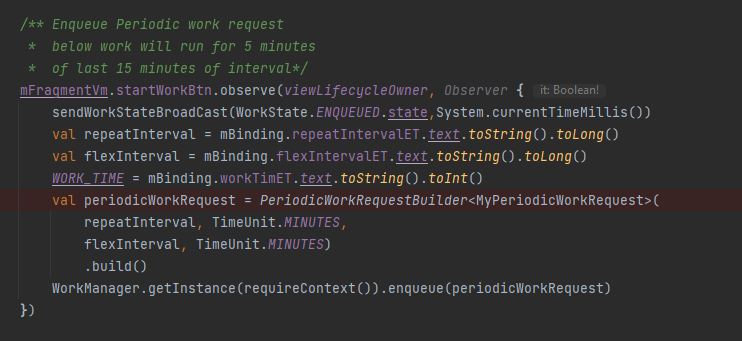 /** Enqueue Periodic work request
* below work will run for 5 minutes
* of last 15 minutes of interval*/
mFragmentVm.startWorkBtn.observe(viewLifecycleOwner, Observer { it: Boolean!
sendWorkStateBroadCast(WorkState.ENQUEUED.state,System.currentTimeMillis())
val repeatInterval = mBinding.repeatIntervalET.text.toString().toLong()
val flexInterval = mBinding.flexIntervalET.text.toString().toLong()
WORK_TIME = mBinding.workTimET.text.toString().toInt()
val periodicWorkRequest = PeriodicWorkRequestBuilder<MyPeriodicWorkRequest>(
repeatInterval, TimeUnit.MINUTES,
flexInterval, TimeUnit.MINUTES)
.build()
WorkManager.getInstance(requireContext()).enqueue(periodicWorkRequest)
})